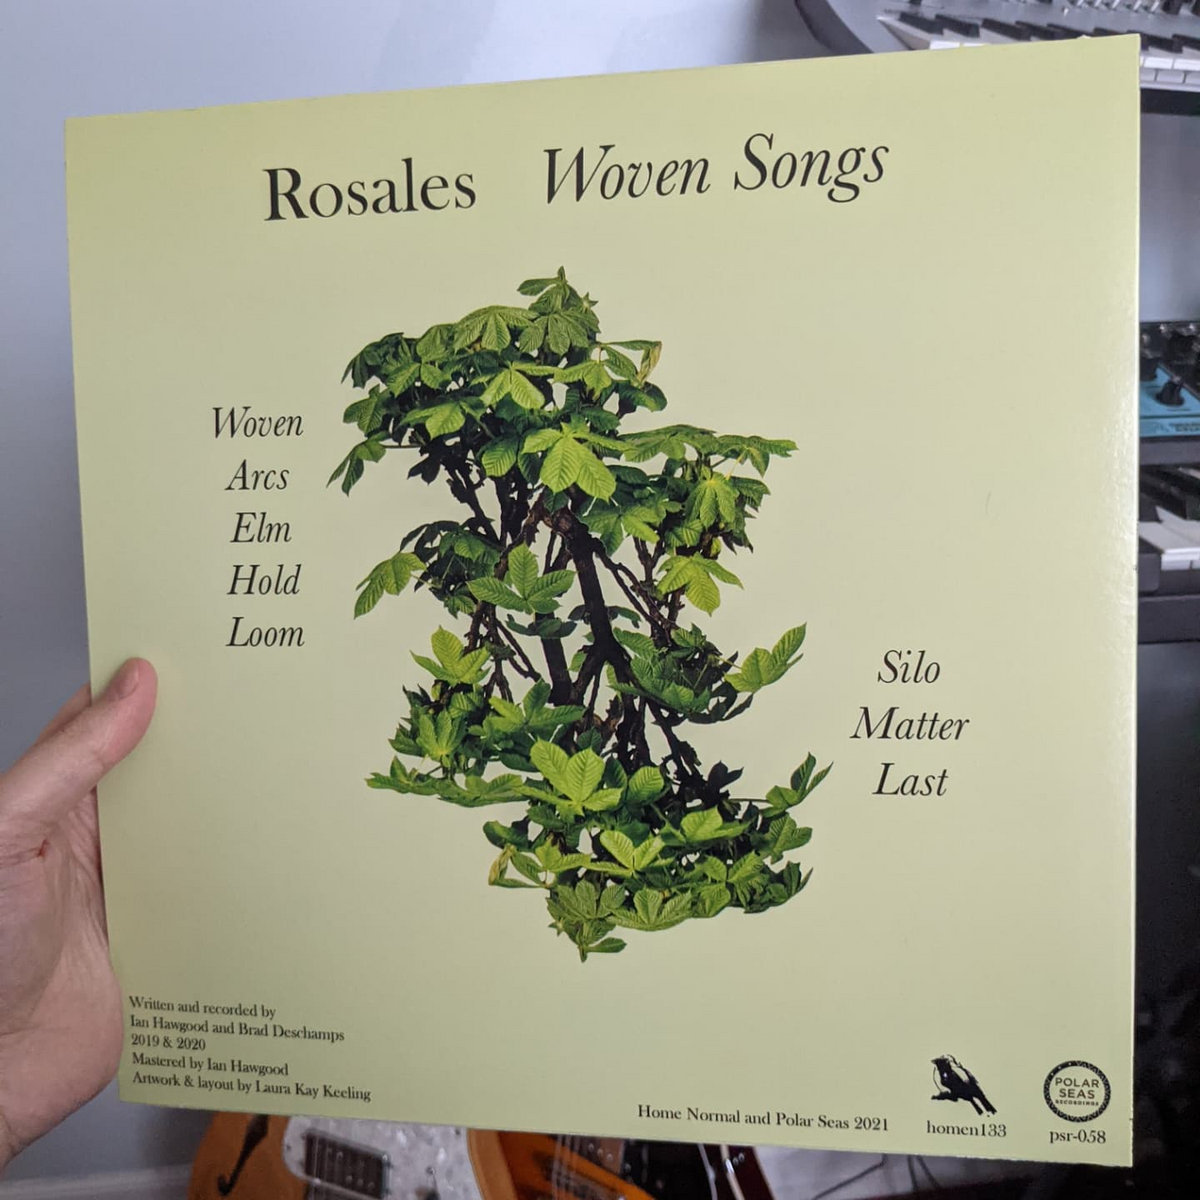 Rosales Woven Songs
Woven
Arcs
Elm
Hold
Loom
Silo
Matter
Last
Written and recorded by
Ian Hawgood and Brad Deschamps
2019 & 2020
Mastered by Ian Hawgood
Artwork & layout by Laura Kay Keeling
Home Normal and Polar Seas 2021
homen133
POLAR
SEAS
RECORDINGS
psr-058